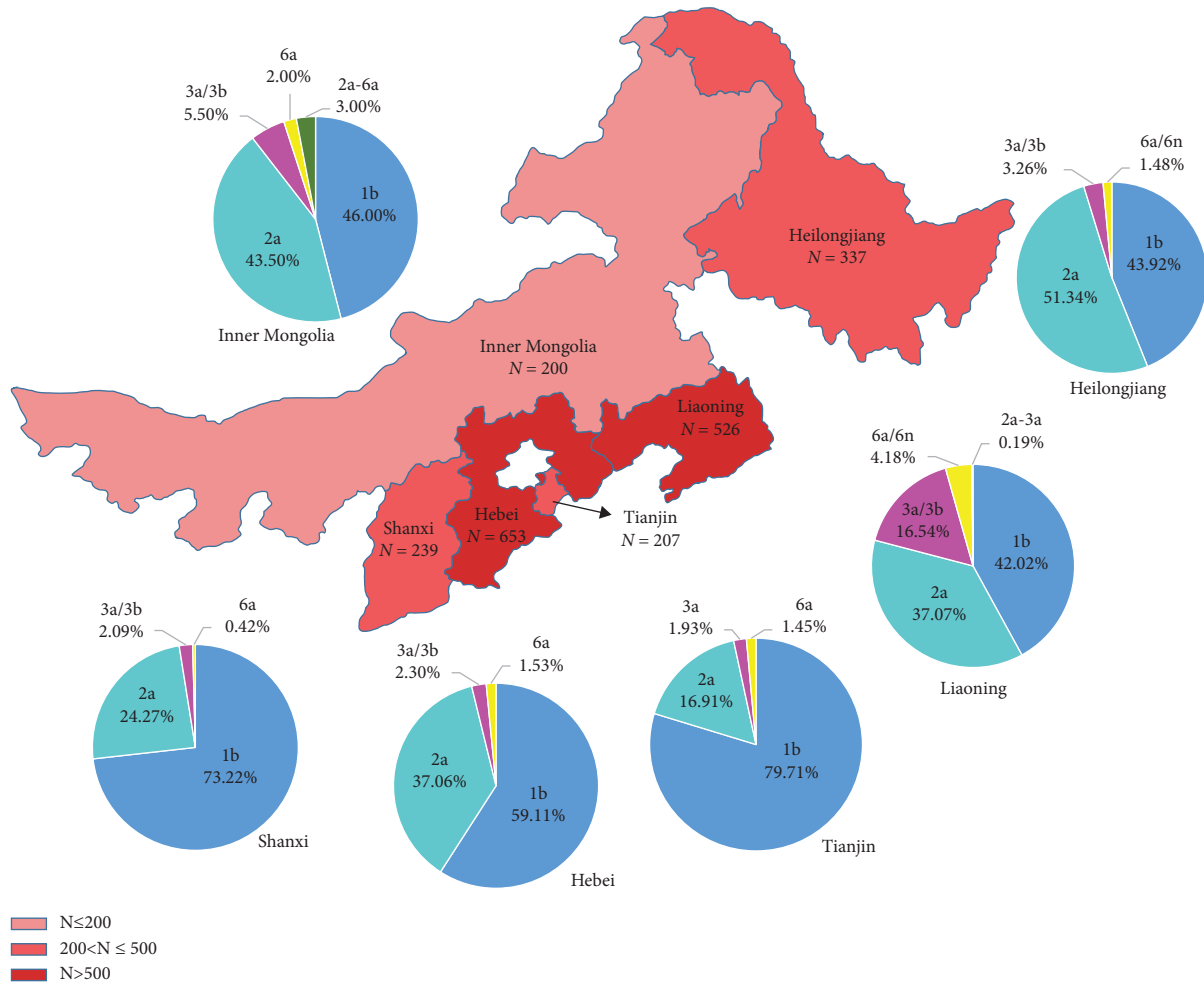 6a
2.00%
2a-6a
3.00%
3a/3b
5.50%
1b
46.00%
2a
43.50%
Inner Mongolia
3a/3b
3.26%
6a/6n
1.48%
1b
43.92%
2a
51.34%
Heilongjiang
Heilongjiang
N = 337
Inner Mongolia
N = 200
Liaoning
N = 526
Hebei
N = 653
Shanxi
N = 239
Tianjin
N = 207
2a-3a
0.19%
6a/6n
4.18%
3a/3b
16.54%
1b
42.02%
2a
37.07%
Liaoning
3a/3b
2.09%
6a
0.42%
2a
24.27%
1b
73.22%
Shanxi
3a/3b
2.30%
6a
1.53%
2a
37.06%
1b
59.11%
Hebei
3a
1.93%
6a
1.45%
2a
16.91%
1b
79.71%
Tianjin
N≤200
200<N ≤ 500
N>500